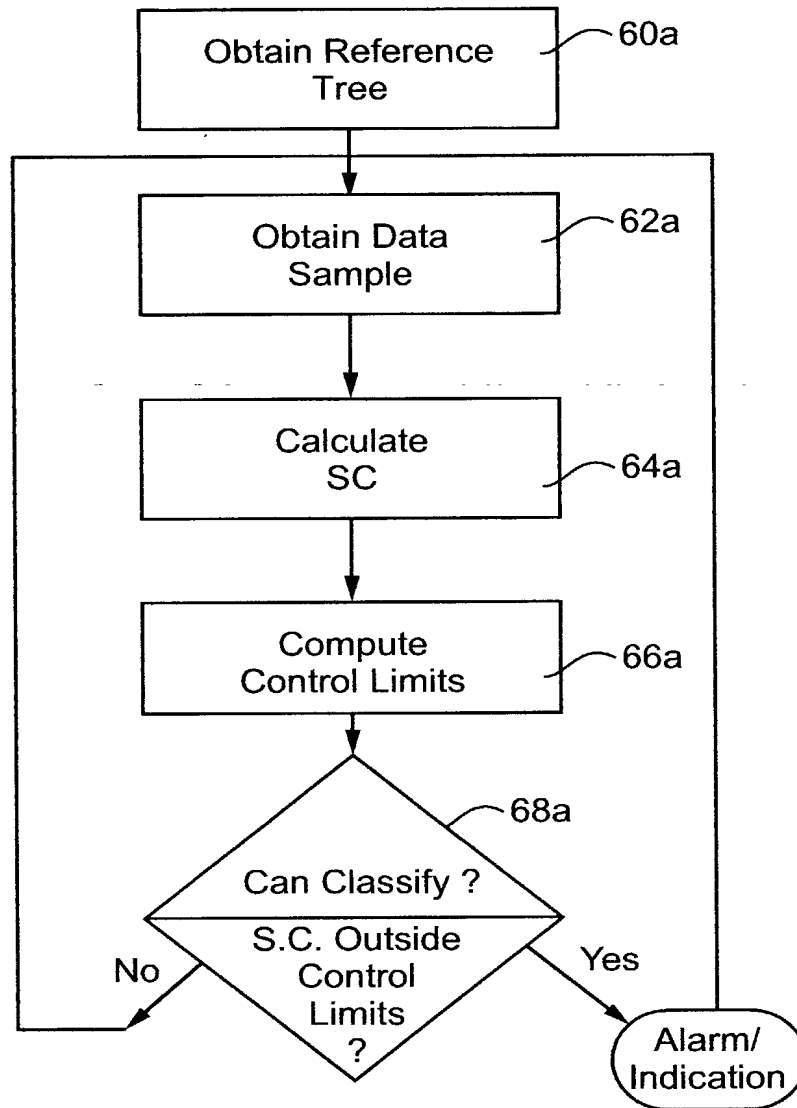 Obtain Reference
Tree
60a
Obtain Data
Sample
62a
Calculate
SC
64a
Compute
Control Limits
66a
68a
Can Classify ?
S.C. Outside
Control
Limits
?
No
Yes
Alarm/
Indication